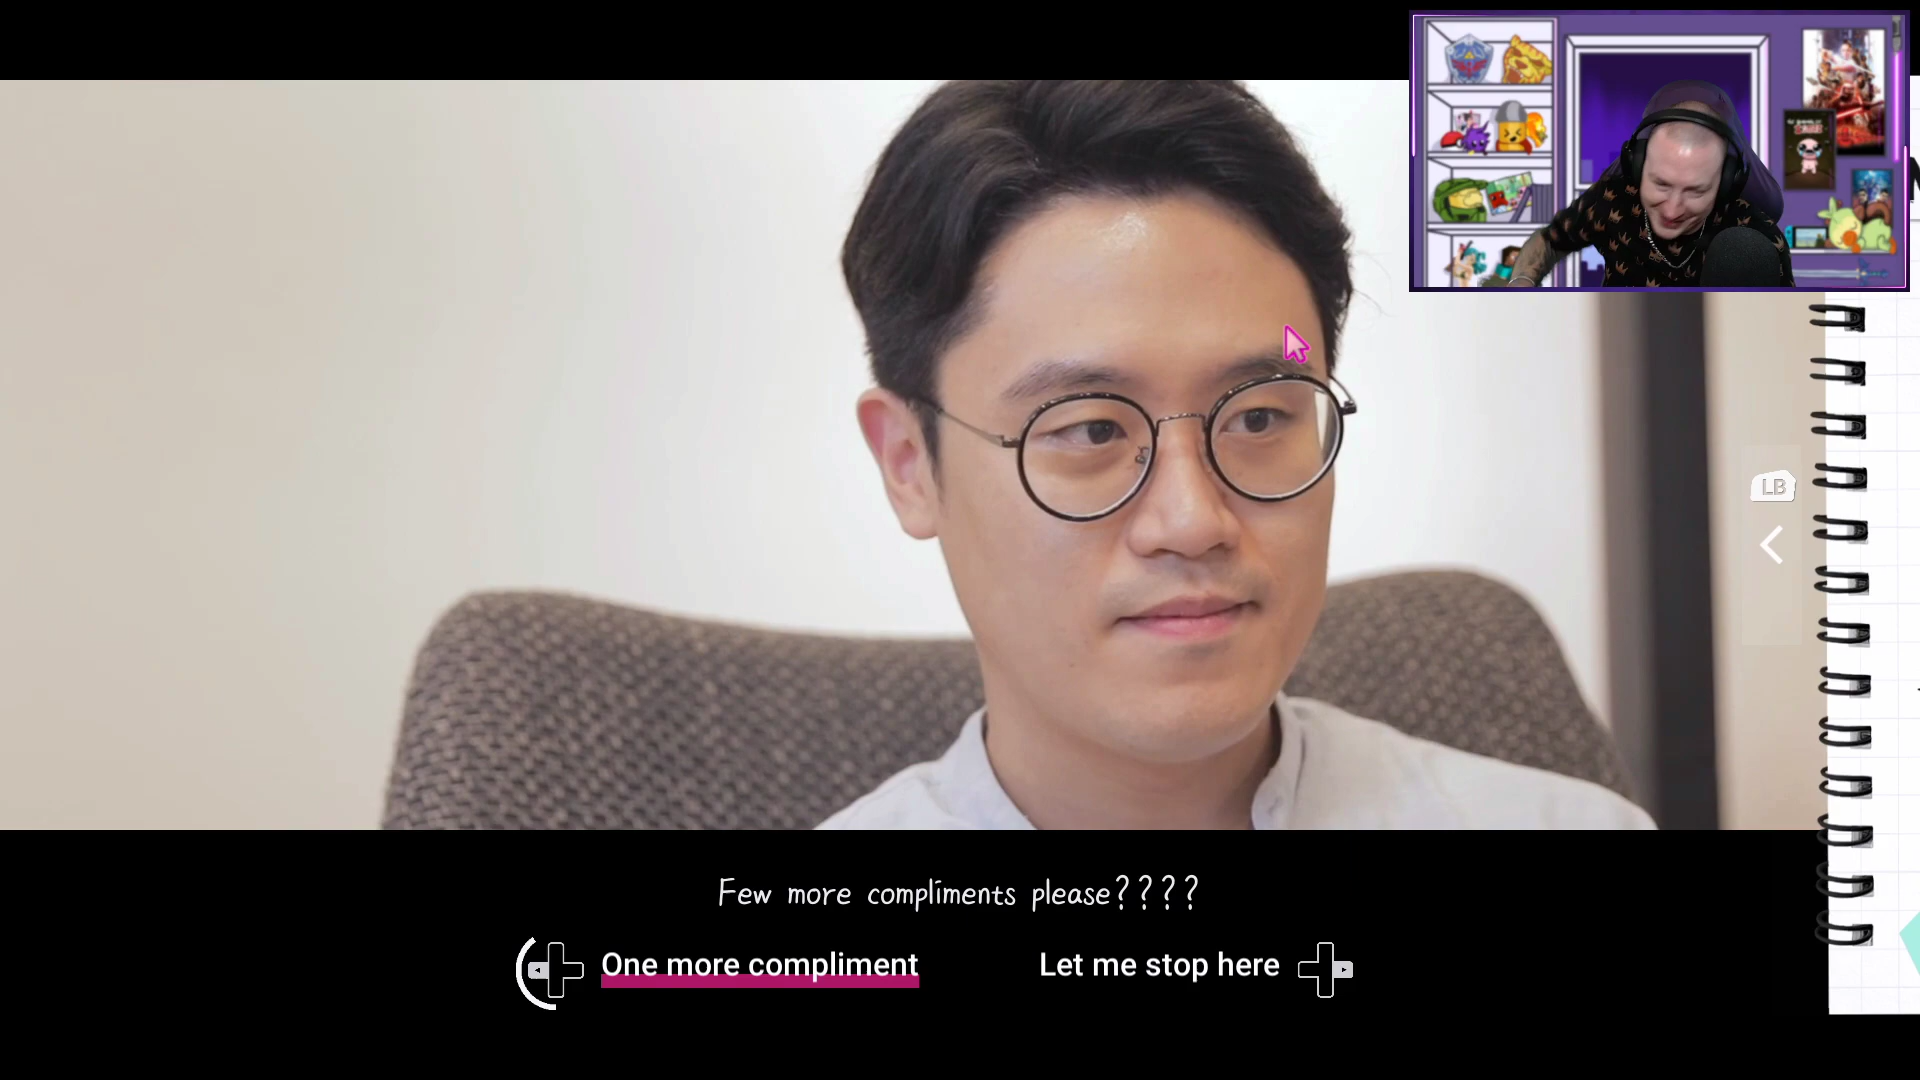 LB
Few more compliments please????
One more compliment
Let me stop here